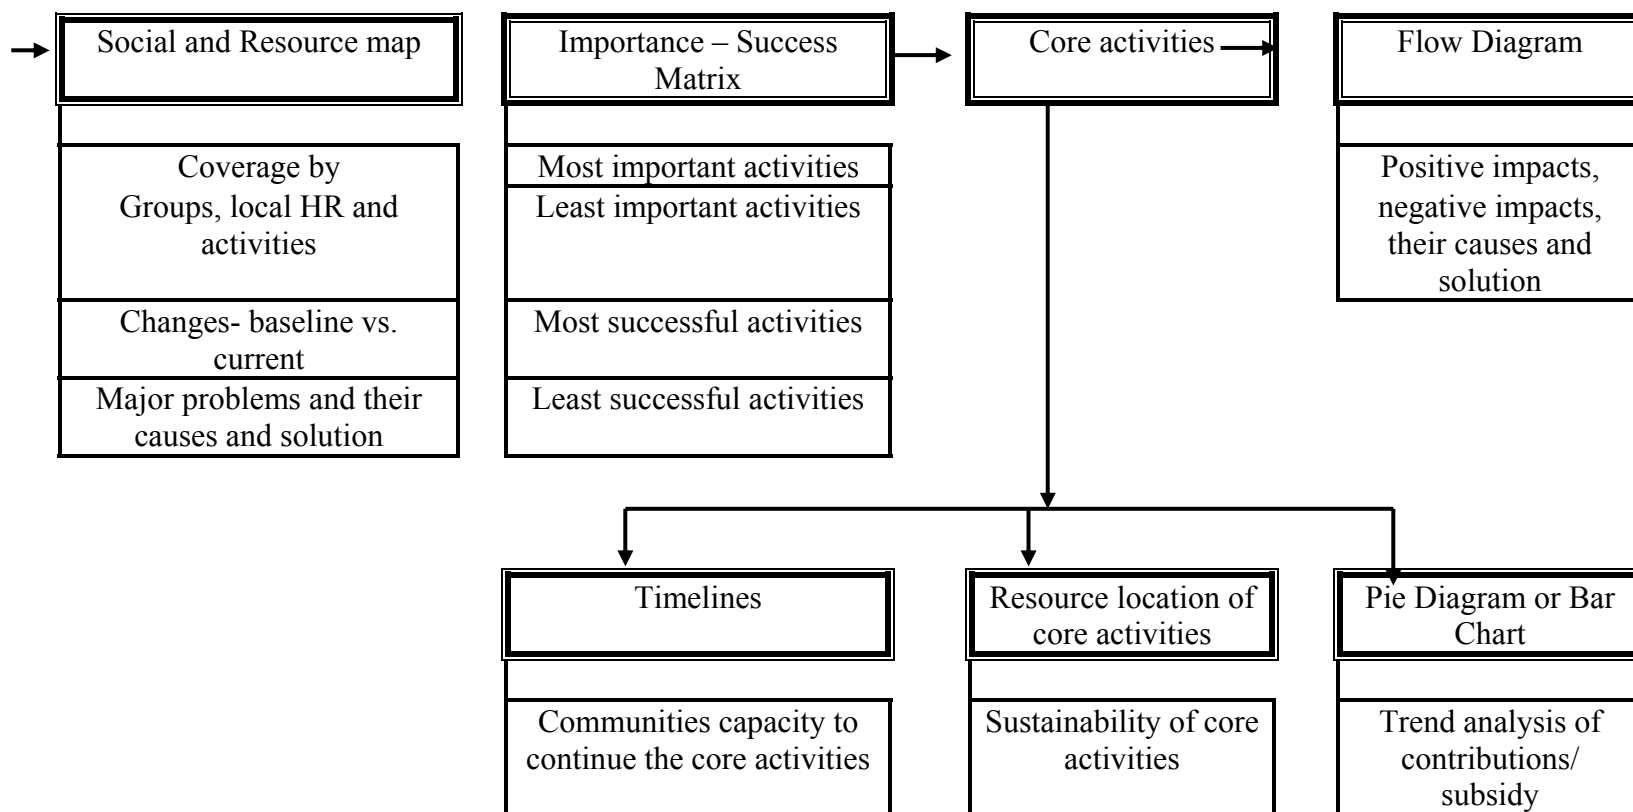 Social and Resource map
Importance – Success
Matrix
Core activities
Flow Diagram
Coverage by
Groups, local HR and
activities
Changes- baseline vs.
current
Major problems and their
causes and solution
Most important activities
Least important activities
Most successful activities
Least successful activities
Positive impacts,
negative impacts,
their causes and
solution
Timelines
Resource location of
core activities
Pie Diagram or Bar
Chart
Communities capacity to
continue the core activities
Sustainability of core
activities
Trend analysis of
contributions/
subsidy